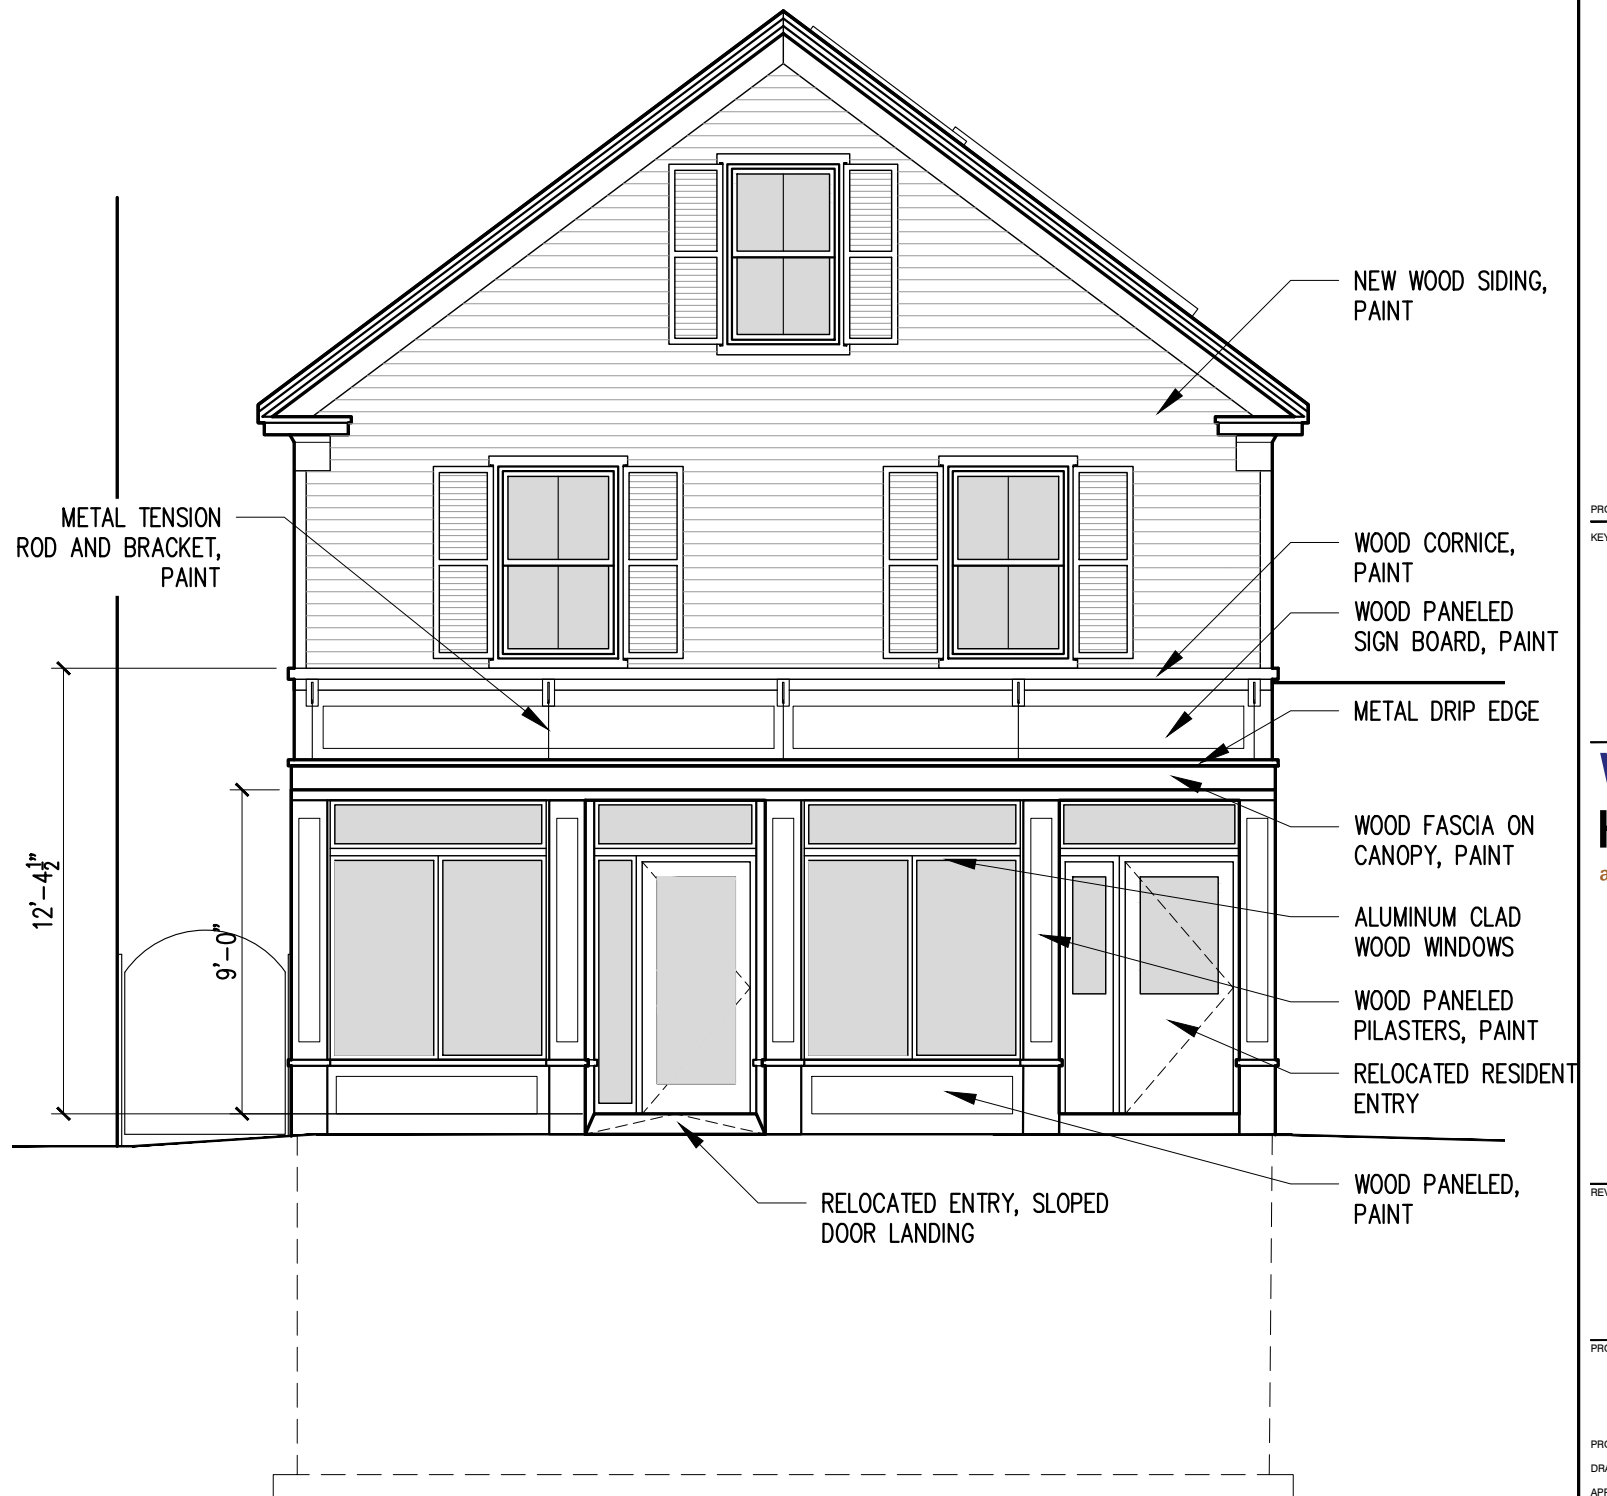 NEW WOOD SIDING,
PAINT
METAL TENSION
ROD AND BRACKET,
PAINT
WOOD CORNICE,
PAINT
WOOD PANELED
SIGN BOARD, PAINT
METAL DRIP EDGE
WOOD FASCIA ON
CANOPY, PAINT
12'-4 1/2"
9'-0"
ALUMINUM CLAD
WOOD WINDOWS
WOOD PANELED
PILASTERS, PAINT
RELOCATED RESIDENT
ENTRY
WOOD PANELED,
PAINT
RELOCATED ENTRY, SLOPED
DOOR LANDING